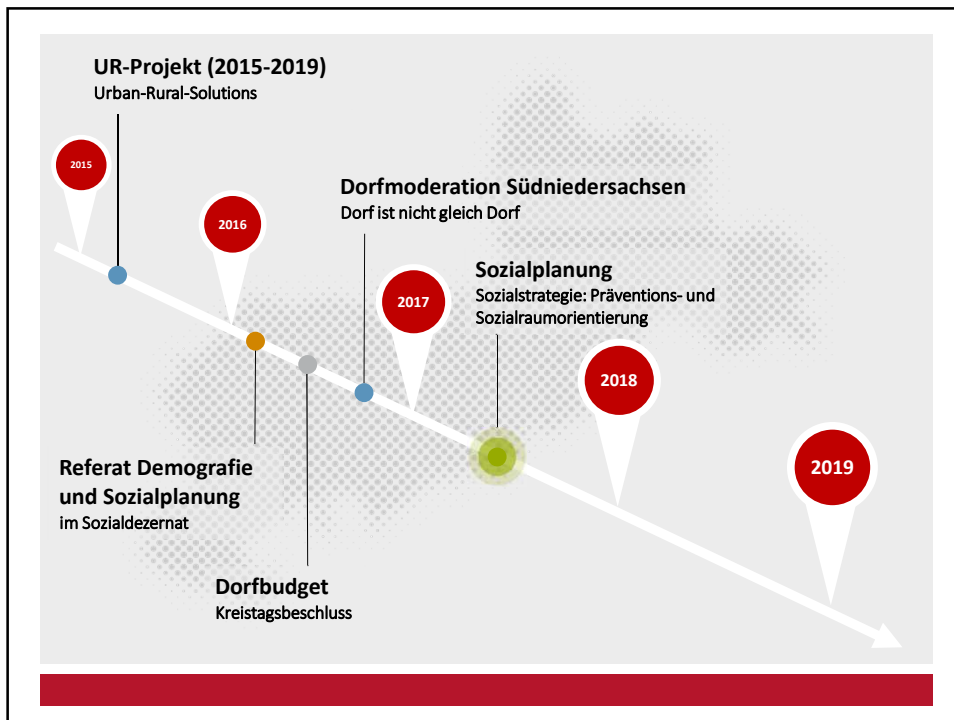 UR-Projekt (2015-2019)
Urban-Rural-Solutions
2015
2016
Dorfmoderation Südniedersachsen
Dorf ist nicht gleich Dorf
2017
Sozialplanung
Sozialstrategie: Präventions- und
Sozialraumorientierung
2018
2019
Referat Demografie
und Sozialplanung
im Sozialdezernat
Dorfbudget
Kreistagsbeschluss